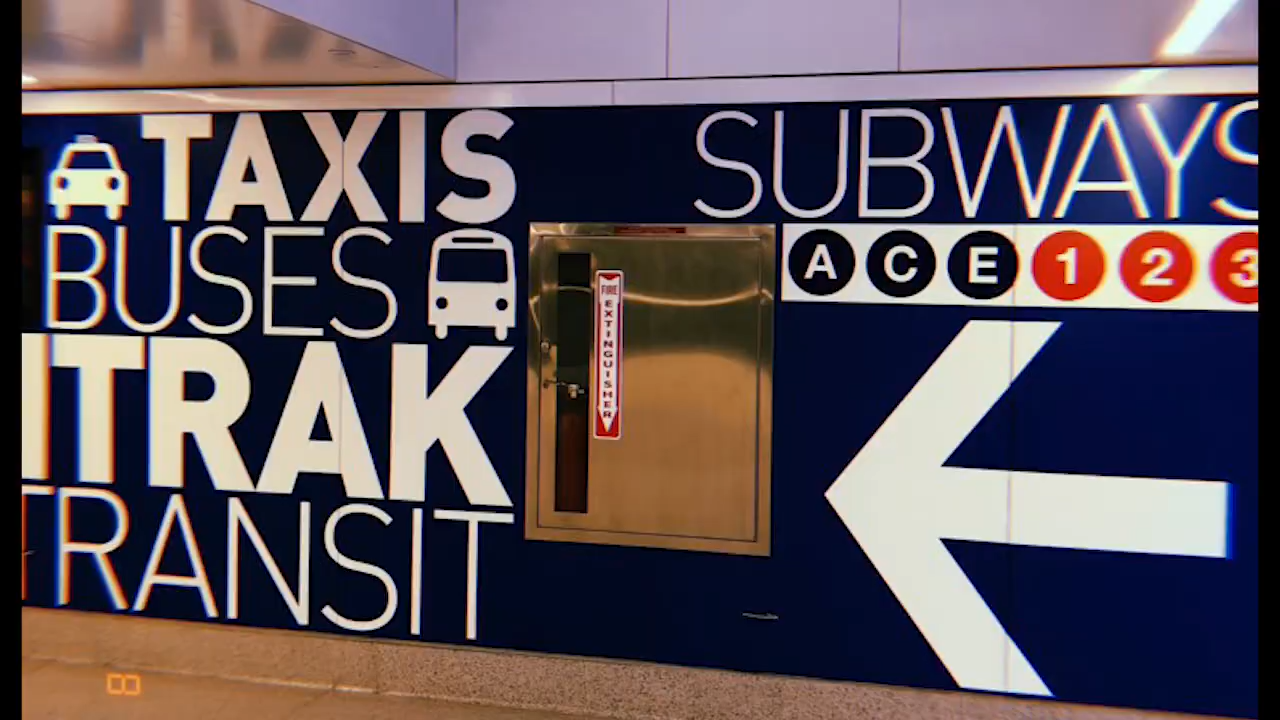 TAXIS
BUSES
TRAK
TRANSIT
SUBWAYS
A C E 1 2 3
FIRE EXTINGUISHER